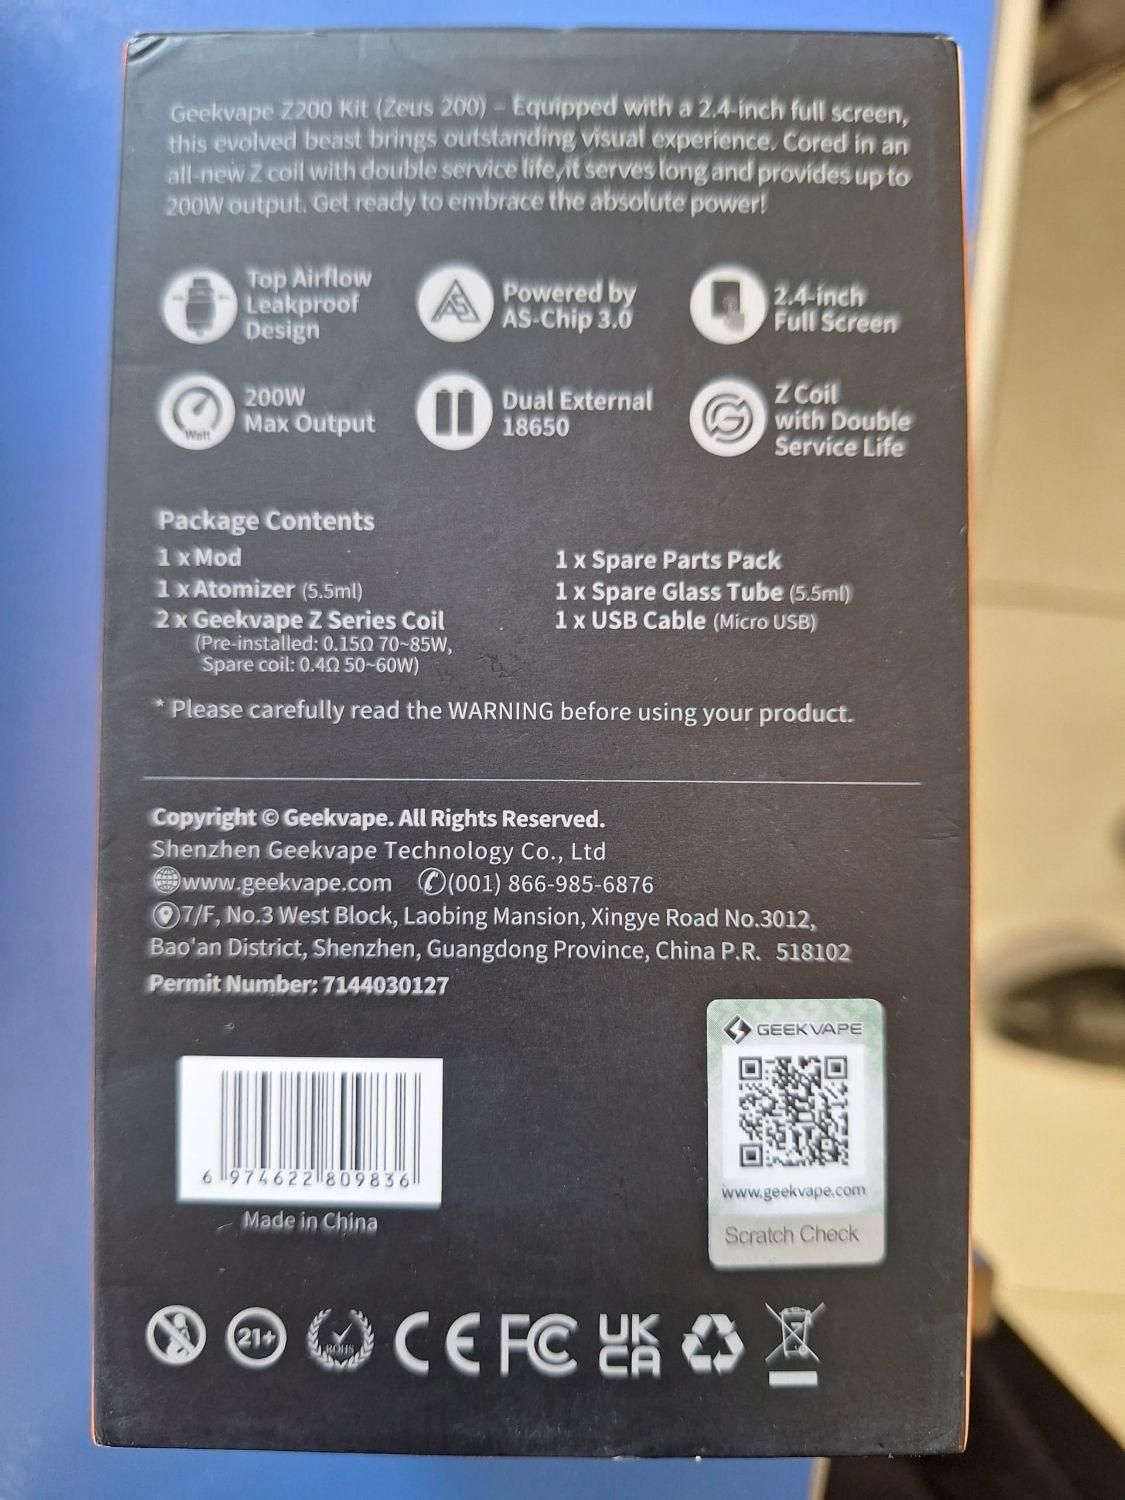 Geekvape Z200 Kit (Zeus 200) – Equipped with a 2.4-inch full screen,
this evolved beast brings outstanding visual experience. Cored in an
all-new Z coil with double service life,it serves long and provides up to
200W output. Get ready to embrace the absolute power!
Top Airflow
Leakproof
Design
AS
Powered by
AS-Chip 3.0
2.4-inch
Full Screen
Watt
200W
Max Output
Dual External
18650
Z Coil
with Double
Service Life
Package Contents
1 x Mod
1 x Atomizer (5.5ml)
2 x Geekvape Z Series Coil
(Pre-installed: 0.15Ω 70~85W,
Spare coil: 0.4Ω 50~60W)
1 x Spare Parts Pack
1 x Spare Glass Tube (5.5ml)
1 x USB Cable (Micro USB)
* Please carefully read the WARNING before using your product.
Copyright © Geekvape. All Rights Reserved.
Shenzhen Geekvape Technology Co., Ltd
www.geekvape.com (001) 866-985-6876
7/F, No.3 West Block, Laobing Mansion, Xingye Road No.3012,
Bao'an District, Shenzhen, Guangdong Province, China P.R. 518102
Permit Number: 7144030127
GEEKVAPE
www.geekvape.com
Scratch Check
6 974622 809836
Made in China
21+
ROHS
CE
FC
UK
CA